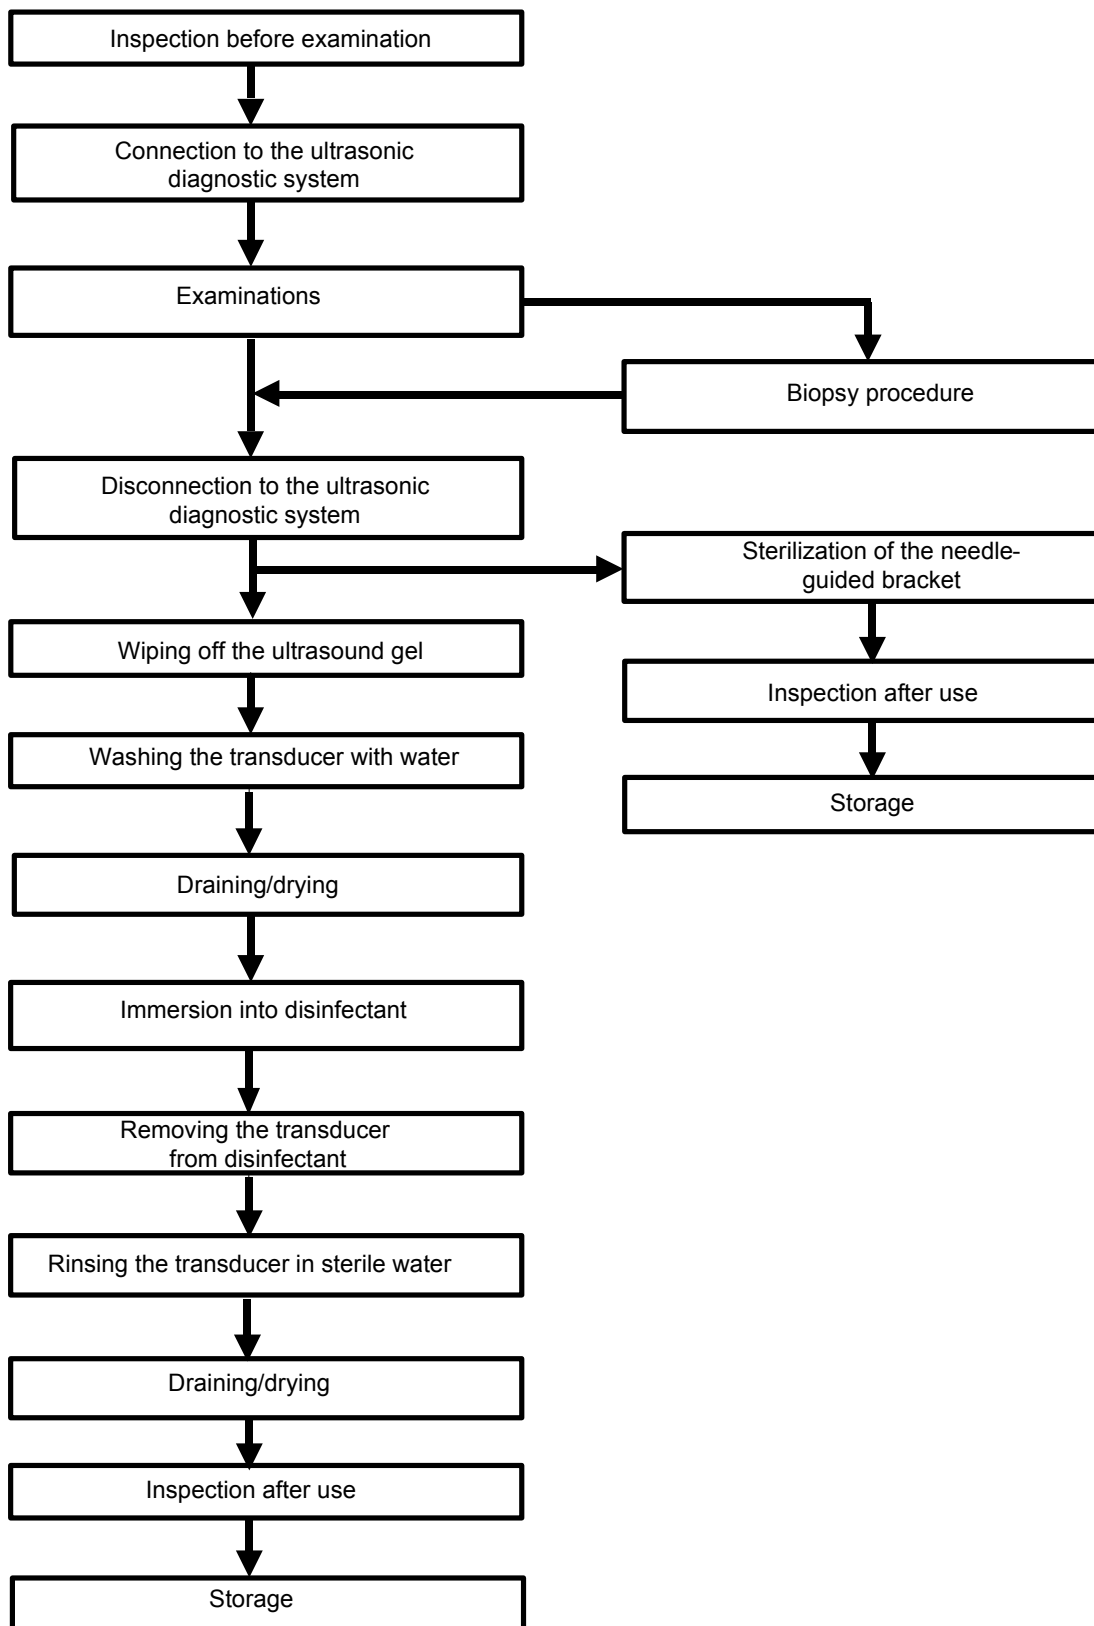 Inspection before examination
Connection to the ultrasonic
diagnostic system
Examinations
Biopsy procedure
Disconnection to the ultrasonic
diagnostic system
Sterilization of the needle-
guided bracket
Wiping off the ultrasound gel
Inspection after use
Washing the transducer with water
Storage
Draining/drying
Immersion into disinfectant
Removing the transducer
from disinfectant
Rinsing the transducer in sterile water
Draining/drying
Inspection after use
Storage